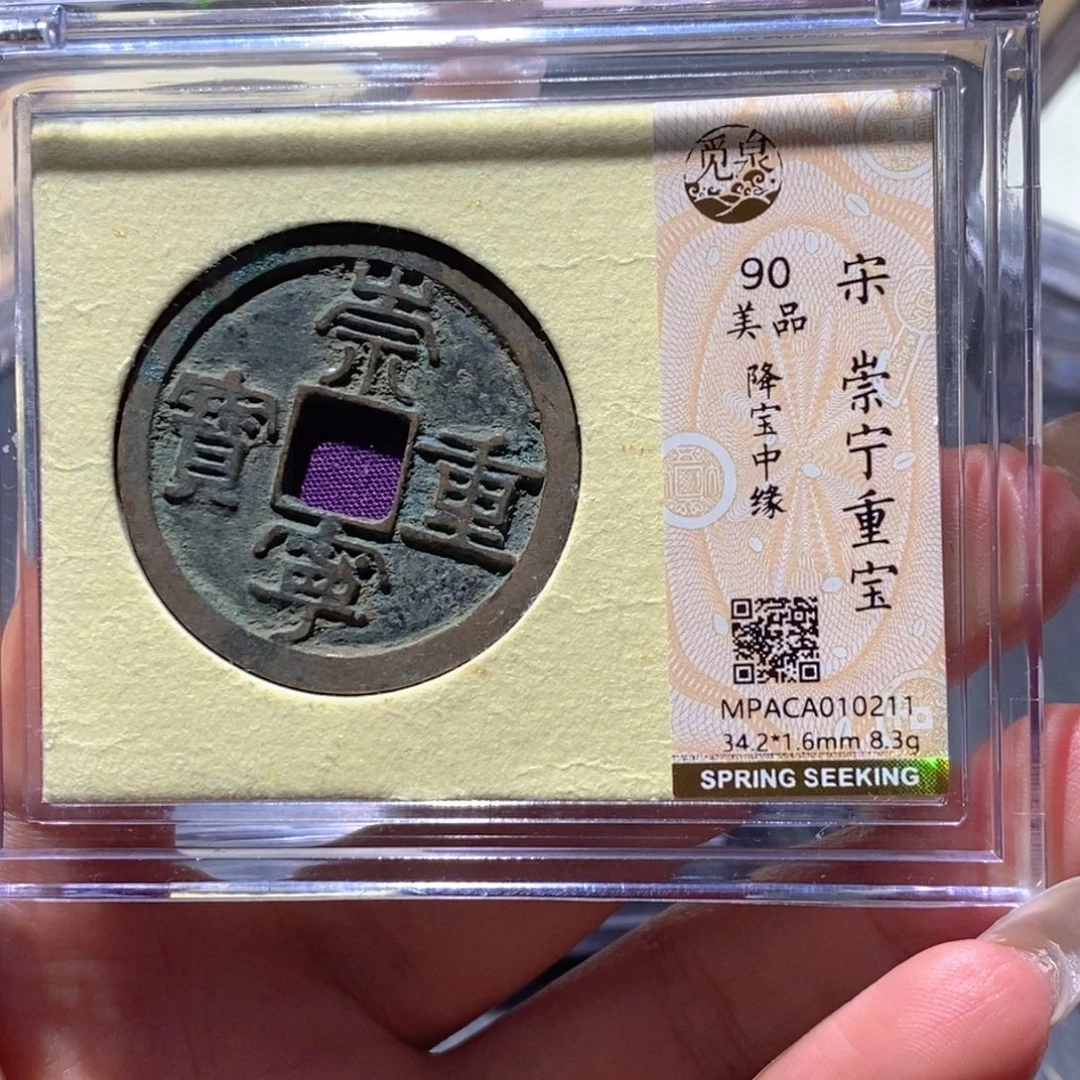 崇
重
寧
寶
觅泉
90
美品
宋 崇宁重宝
降宝中缘
MPACA010211
34.2*1.6mm 8.3g
SPRING SEEKING